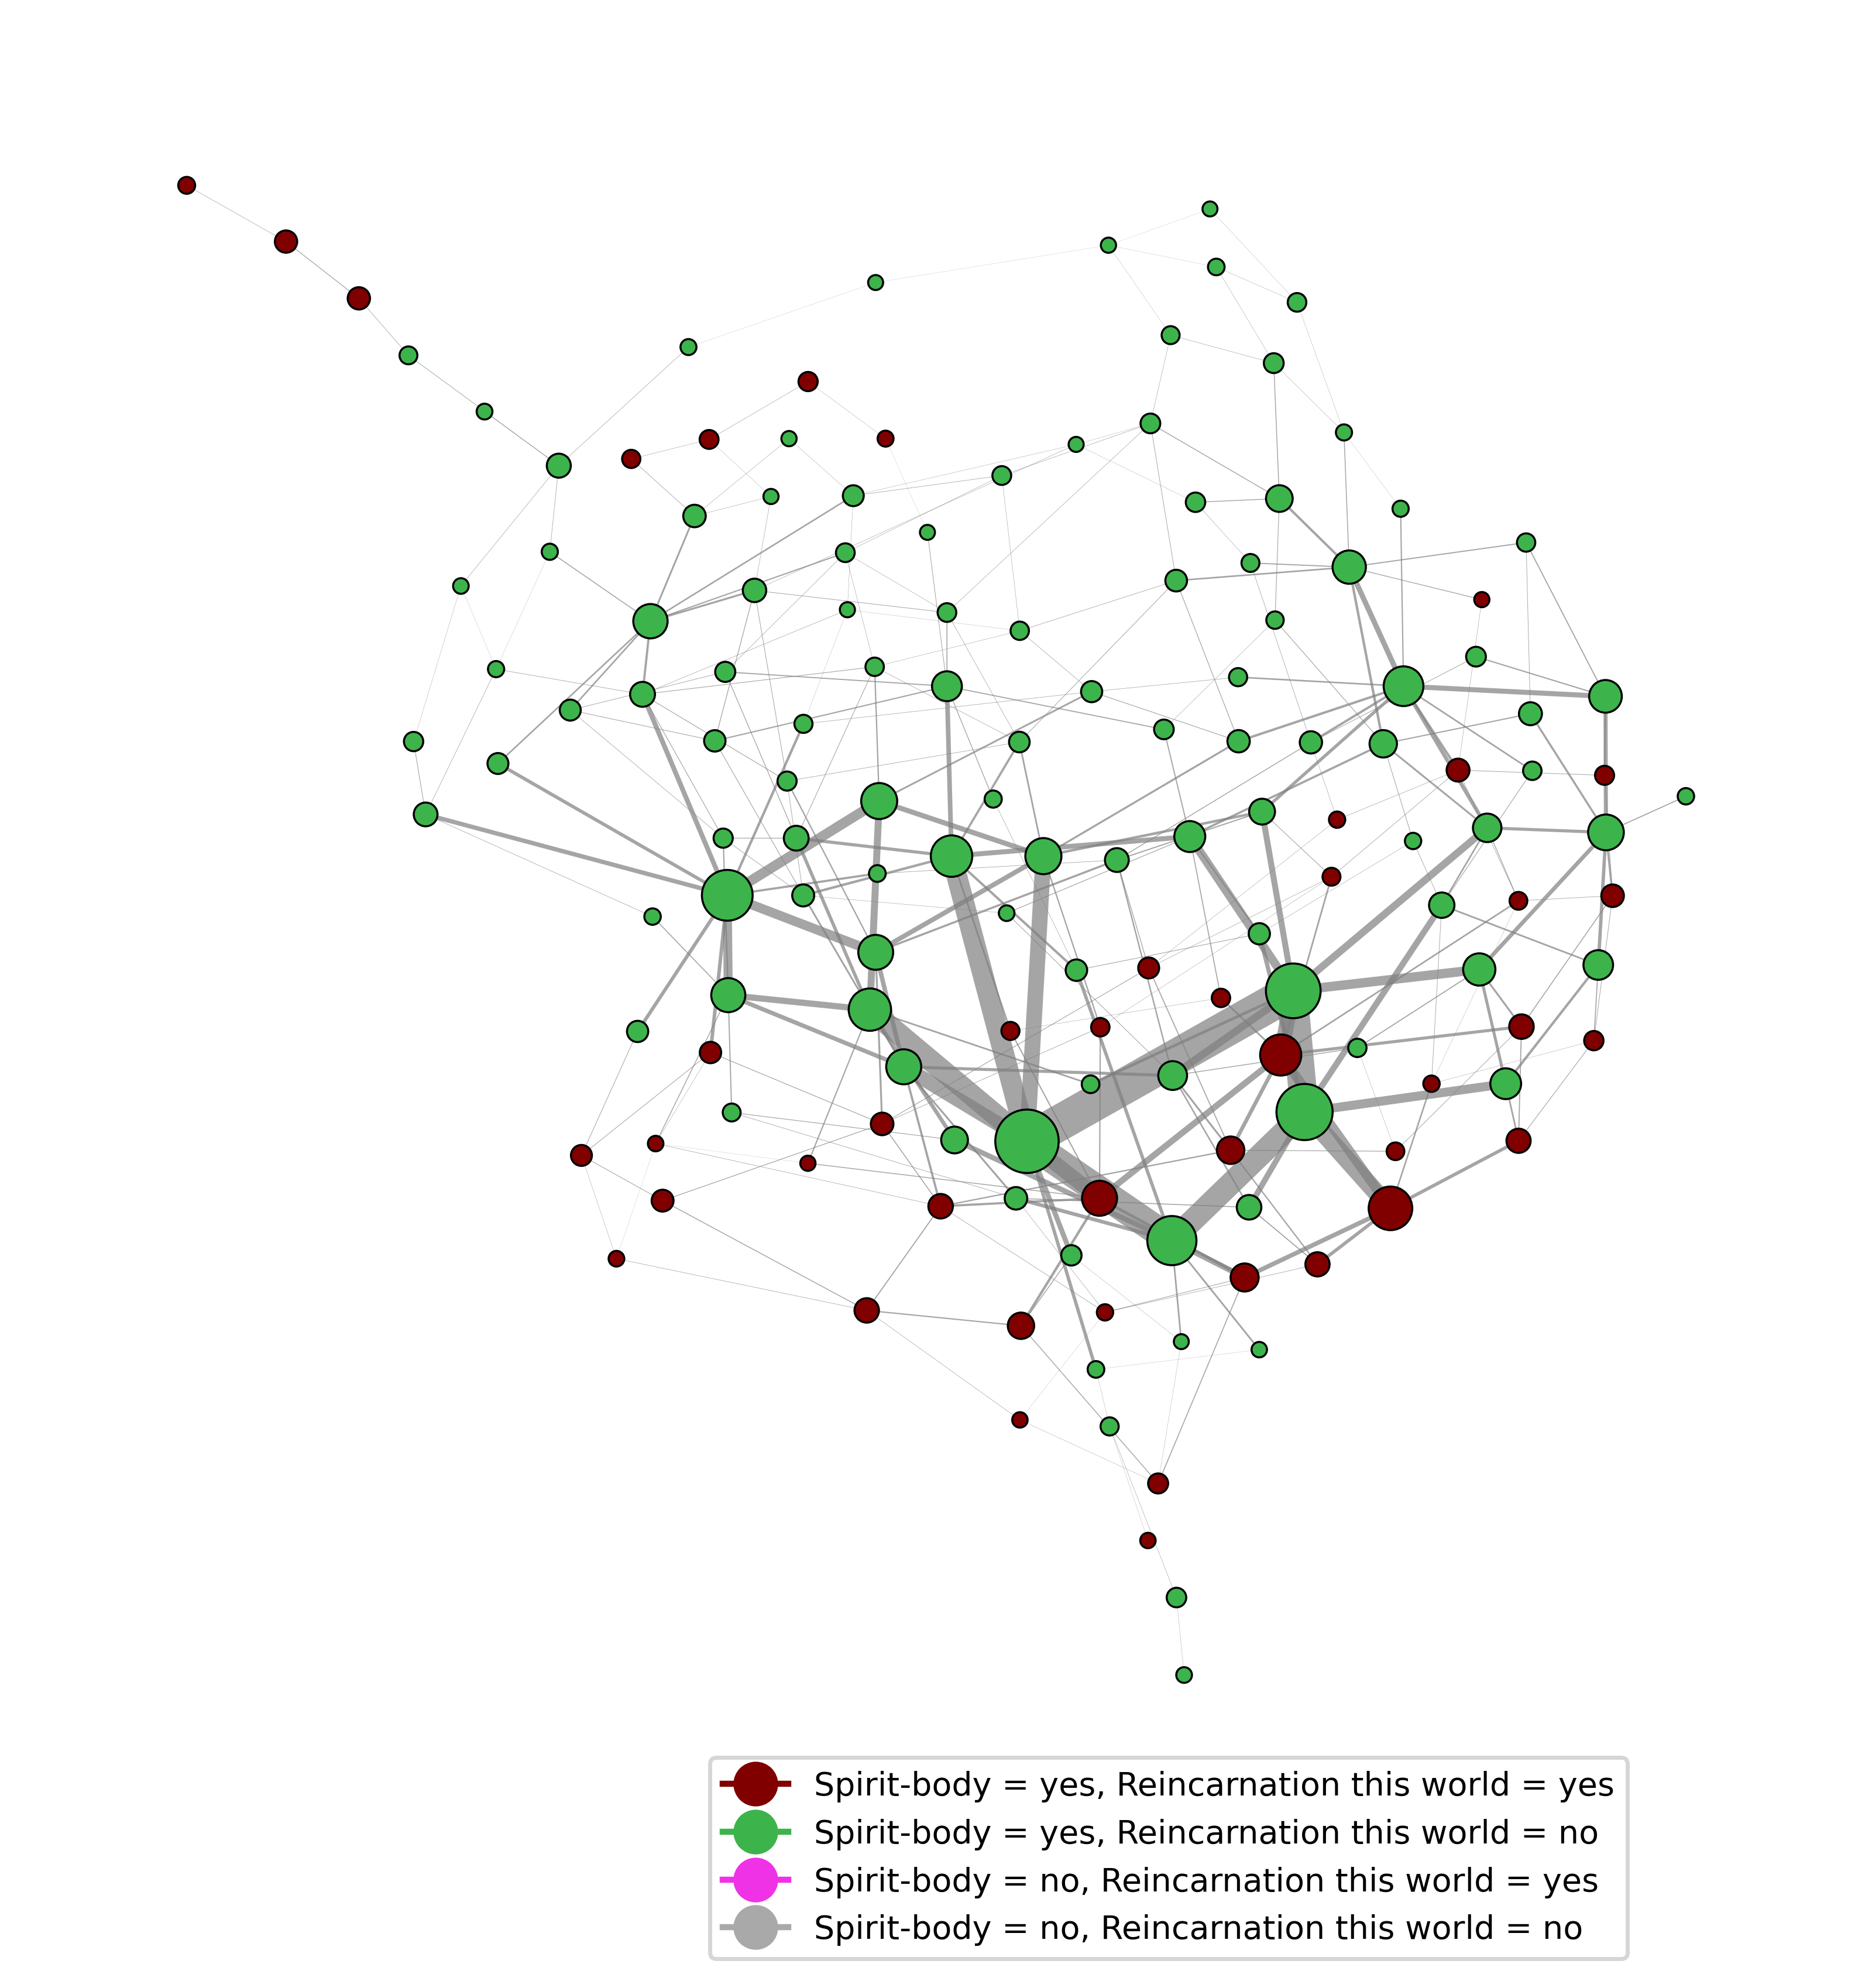 Spirit-body = yes, Reincarnation this world = yes
Spirit-body = yes, Reincarnation this world = no
Spirit-body = no, Reincarnation this world = yes
Spirit-body = no, Reincarnation this world = no